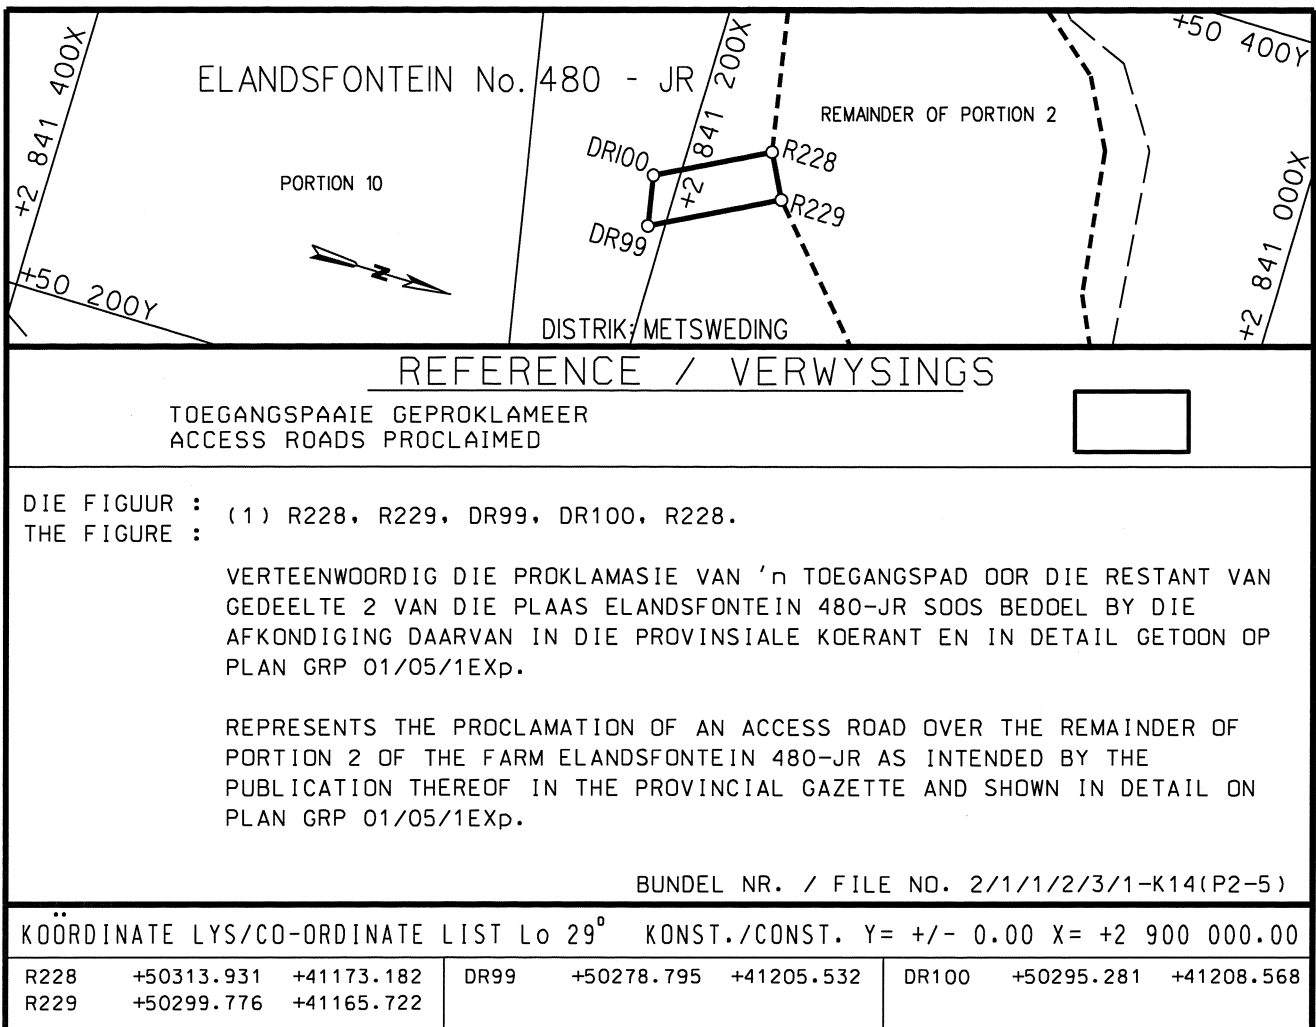 +2 841 400X
ELANDSFONTEIN No. 480 - JR
+2 841 200X
+50 400Y
REMAINDER OF PORTION 2
DR100
R228
PORTION 10
R229
DR99
+2 841 000X
N
+50 200Y
DISTRIK: METSWEDING
REFERENCE / VERWYSINGS
TOEGANGSPAAIE GEPROKLAMEER
ACCESS ROADS PROCLAIMED
DIE FIGUUR :
THE FIGURE :
(1) R228, R229, DR99, DR100, R228.
VERTEENWOORDIG DIE PROKLAMASIE VAN 'n TOEGANGSPAD OOR DIE RESTANT VAN
GEDEELTE 2 VAN DIE PLAAS ELANDSFONTEIN 480-JR SOOS BEDOEL BY DIE
AFKONDIGING DAARVAN IN DIE PROVINSIALE KOERANT EN IN DETAIL GETOON OP
PLAN GRP 01/05/1EXp.
REPRESENTS THE PROCLAMATION OF AN ACCESS ROAD OVER THE REMAINDER OF
PORTION 2 OF THE FARM ELANDSFONTEIN 480-JR AS INTENDED BY THE
PUBLICATION THEREOF IN THE PROVINCIAL GAZETTE AND SHOWN IN DETAIL ON
PLAN GRP 01/05/1EXp.
BUNDEL NR. / FILE NO. 2/1/1/2/3/1-K14(P2-5)
KOÖRDINATE LYS/CO-ORDINATE LIST Lo 29° KONST./CONST. Y= +/- 0.00 X= +2 900 000.00
R228 +50313.931 +41173.182 DR99 +50278.795 +41205.532 DR100 +50295.281 +41208.568
R229 +50299.776 +41165.722